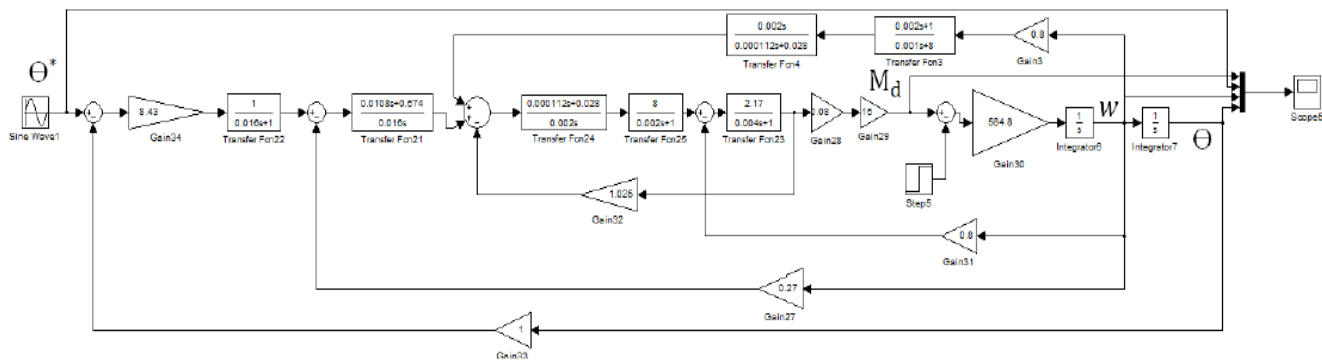 Θ*
Sine Wave1
8.43
Gain34
1
0.016s+1
Transfer Fcn22
0.0108s+0.674
0.016s
Transfer Fcn21
0.002s
0.000112s+0.028
Transfer Fcn4
0.002s+1
0.001s+8
Transfer Fcn3
0.8
Gain3
0.000112s+0.028
0.002s
Transfer Fcn24
8
0.002s+1
Transfer Fcn25
2.17
0.004s+1
Transfer Fcn23
0.08
Gain28
15
Gain29
M_d
584.8
Gain30
1
s
Integrator6
w
1
s
Integrator7
Θ
Scope6
Step5
1.025
Gain32
0.8
Gain31
0.27
Gain27
1
Gain33